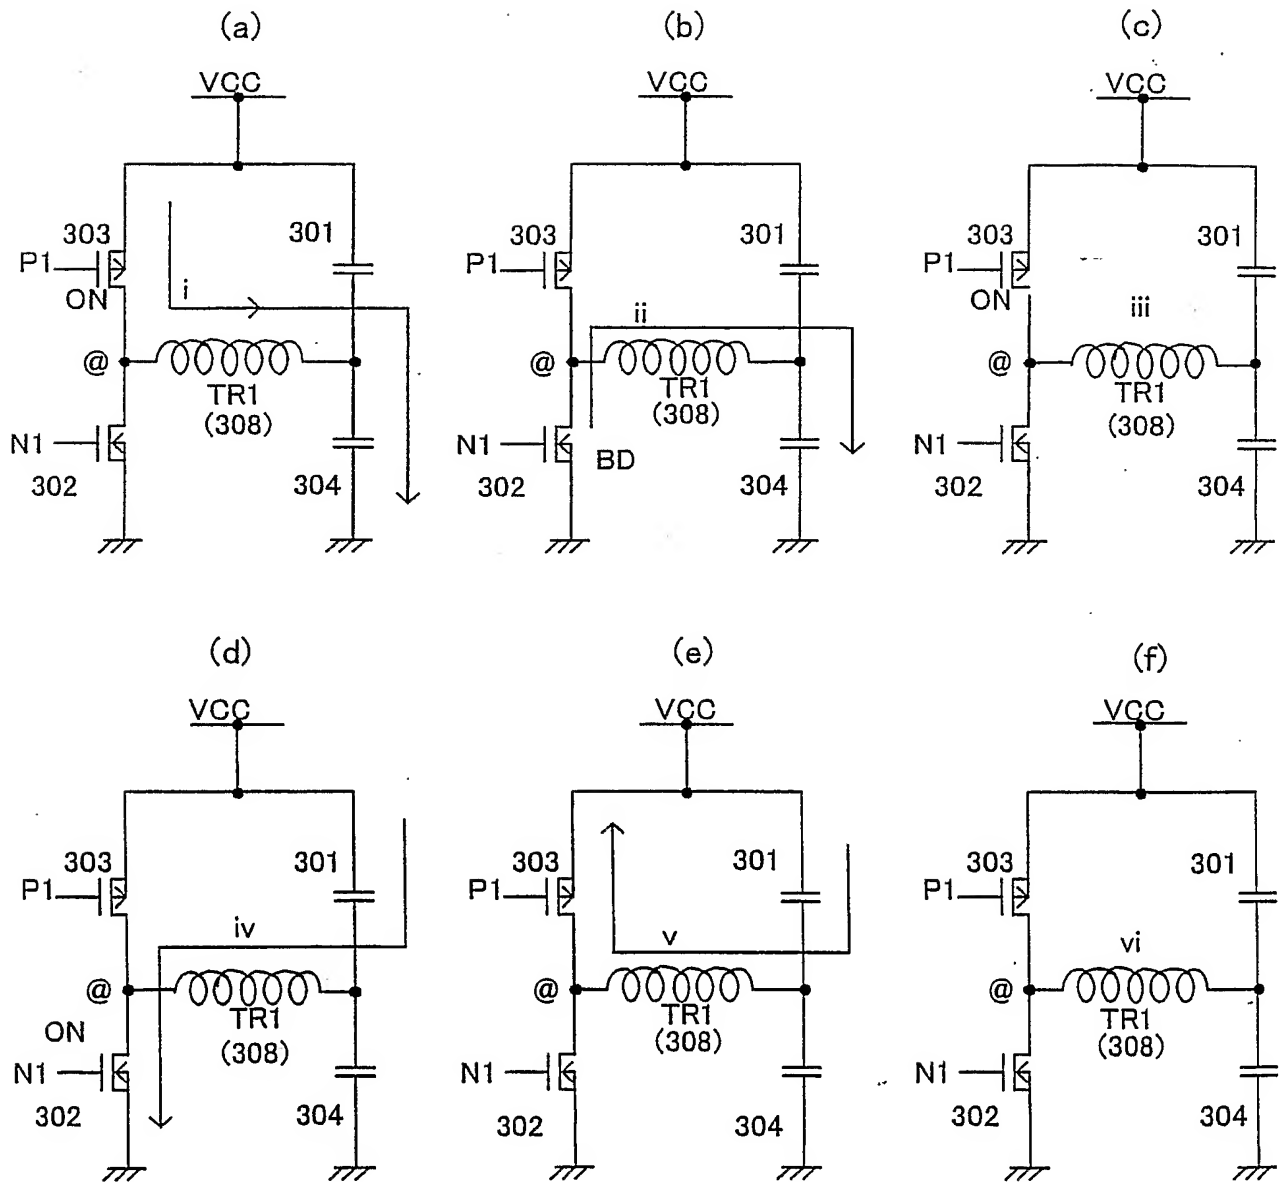 (a)
VCC
303
301
P1
ON
i
@
TR1
(308)
N1
302
304
(b)
VCC
303
301
P1
ii
@
TR1
(308)
N1
BD
302
304
(c)
VCC
303
301
P1
ON
iii
@
TR1
(308)
N1
302
304
(d)
VCC
303
301
P1
iv
@
TR1
(308)
ON
N1
302
304
(e)
VCC
303
301
P1
v
@
TR1
(308)
N1
302
304
(f)
VCC
303
301
P1
vi
@
TR1
(308)
N1
302
304